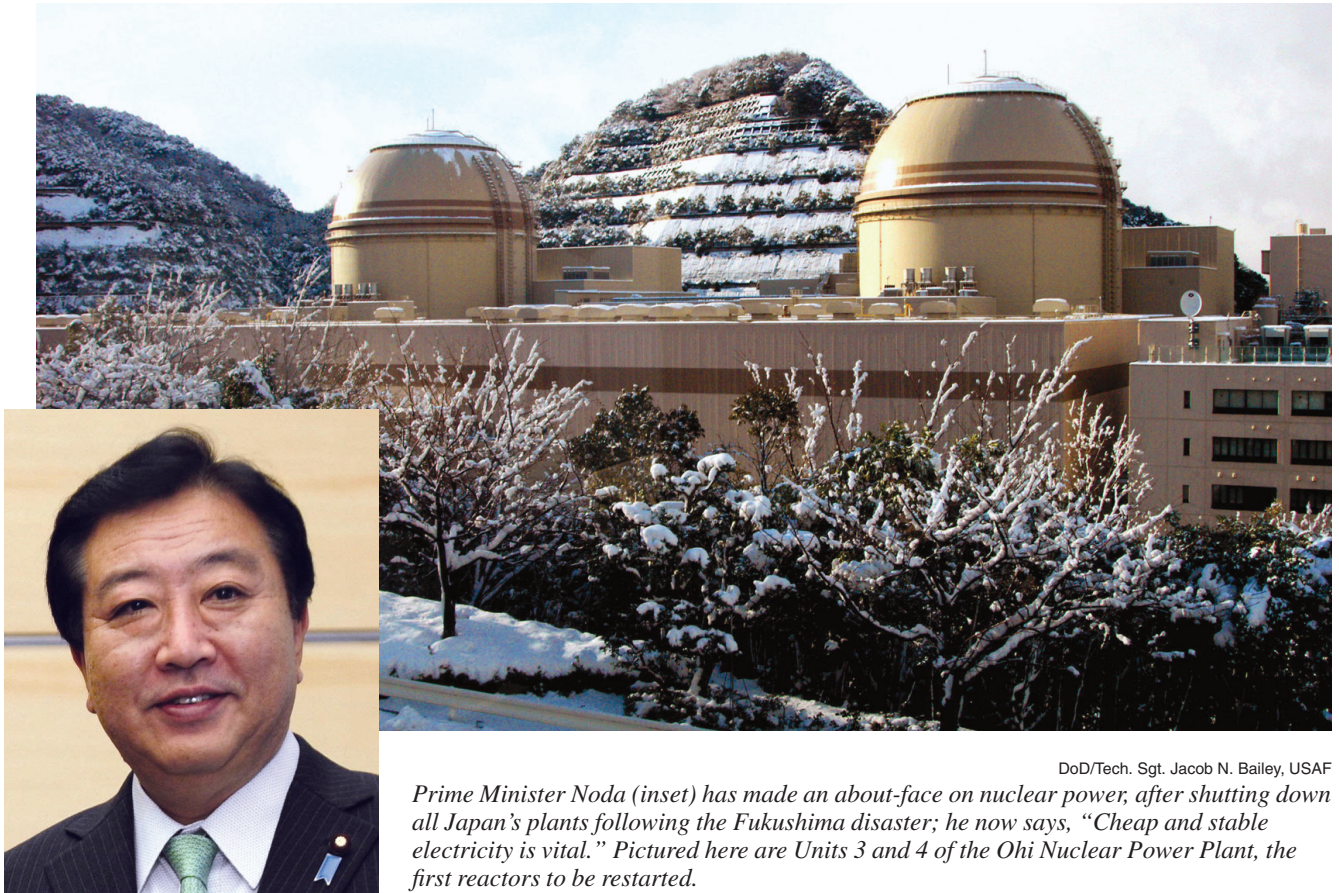 DoD/Tech. Sgt. Jacob N. Bailey, USAF
Prime Minister Noda (inset) has made an about-face on nuclear power, after shutting down
all Japan’s plants following the Fukushima disaster; he now says, “Cheap and stable
electricity is vital.” Pictured here are Units 3 and 4 of the Ohi Nuclear Power Plant, the
first reactors to be restarted.